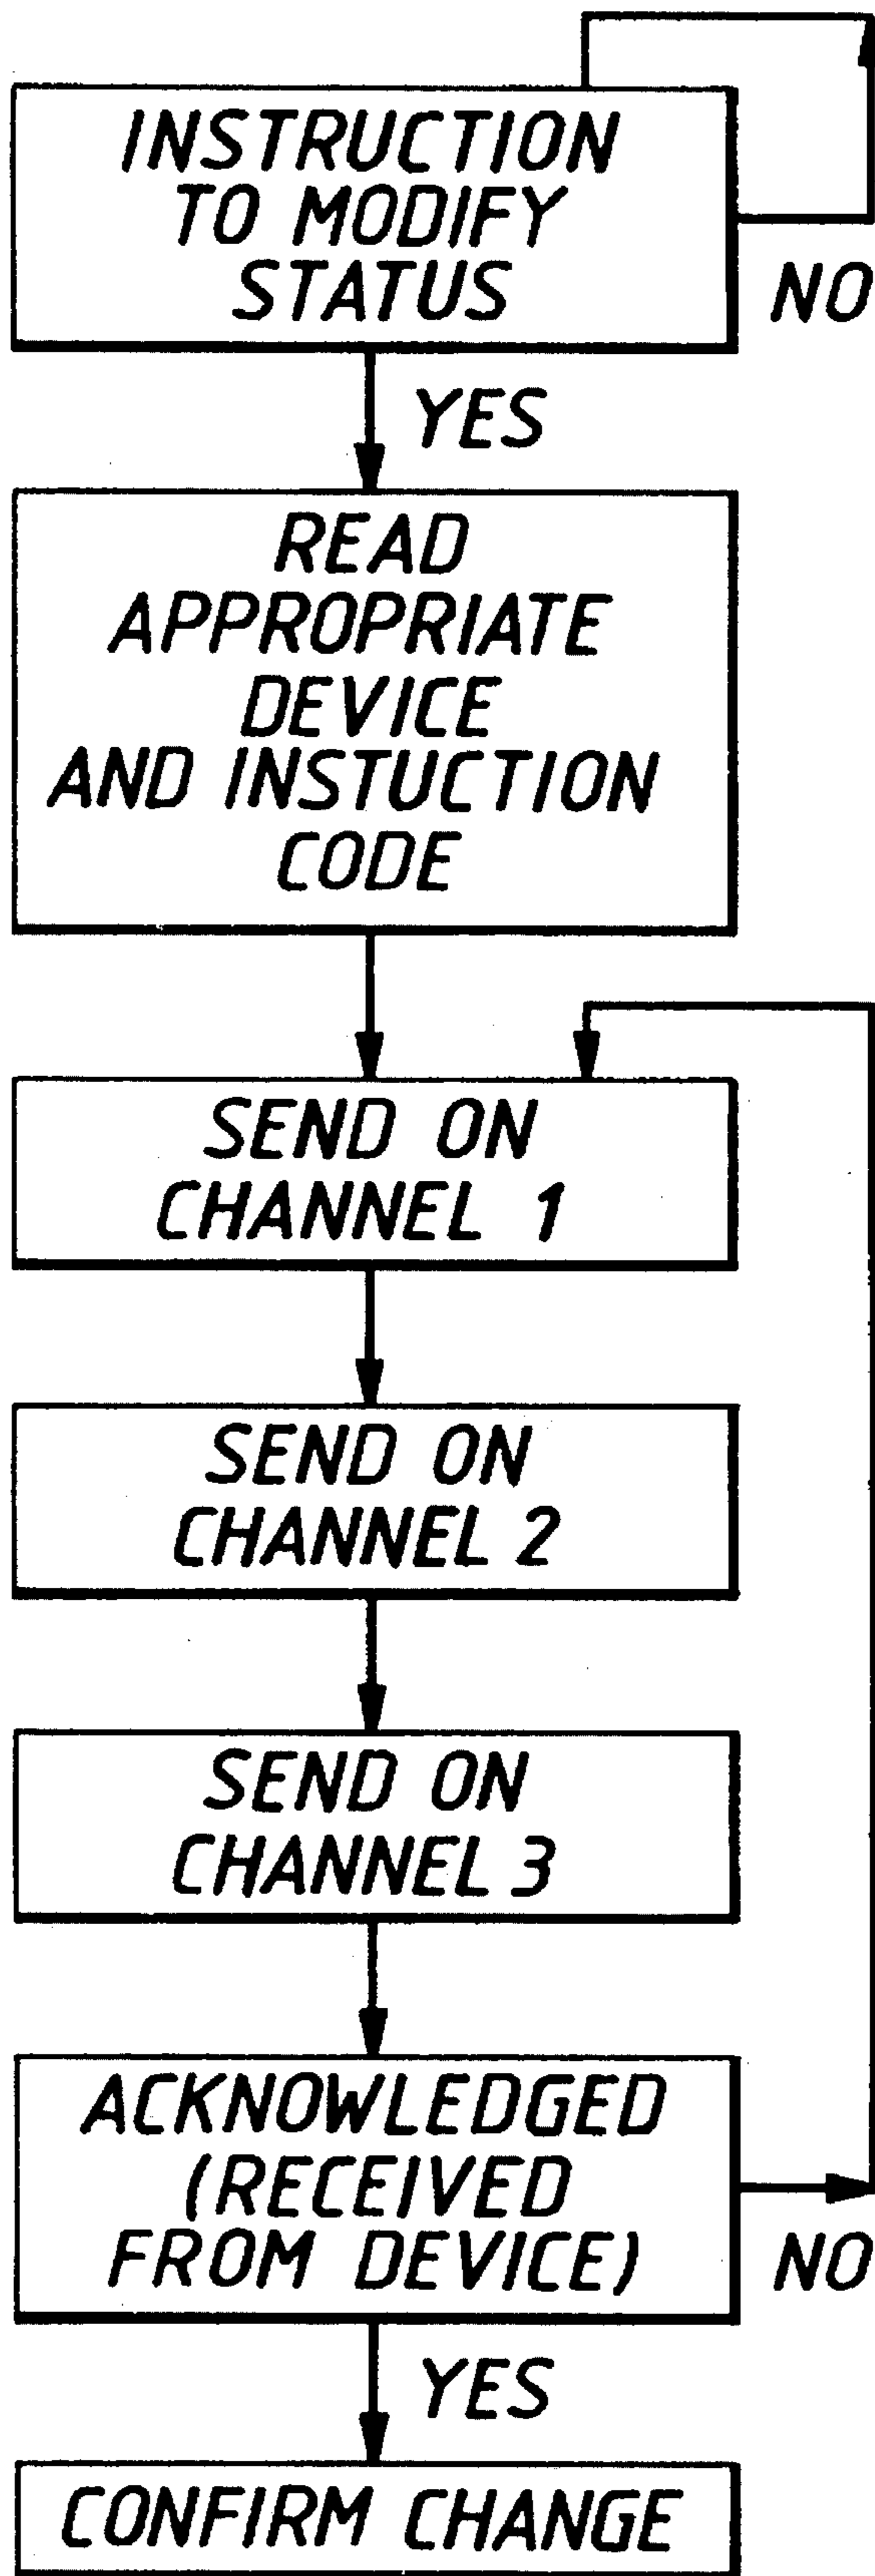 INSTRUCTION
TO MODIFY
STATUS
NO
YES
READ
APPROPRIATE
DEVICE
AND INSTUCTION
CODE
SEND ON
CHANNEL 1
SEND ON
CHANNEL 2
SEND ON
CHANNEL 3
ACKNOWLEDGED
(RECEIVED
FROM DEVICE)
NO
YES
CONFIRM CHANGE